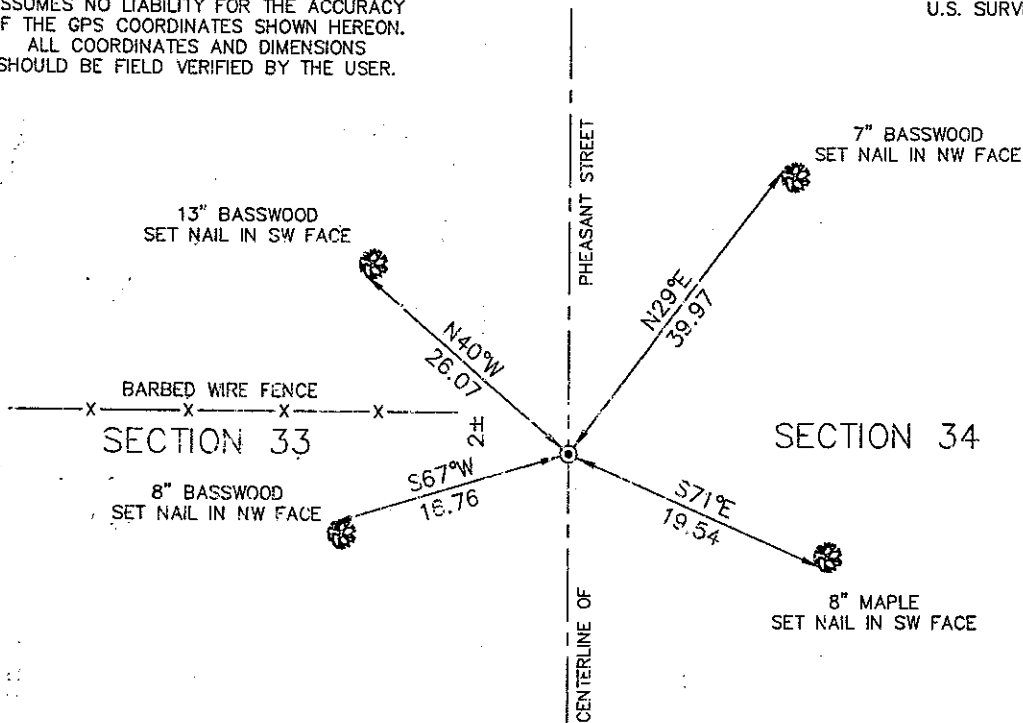 SSUMES NO LIABILITY FOR THE ACCURACY
F THE GPS COORDINATES SHOWN HEREON.
ALL COORDINATES AND DIMENSIONS
SHOULD BE FIELD VERIFIED BY THE USER.
U.S. SURV
PHEASANT STREET
7" BASSWOOD
SET NAIL IN NW FACE
13" BASSWOOD
SET NAIL IN SW FACE
N29°E
39.97
N40°W
26.07
BARBED WIRE FENCE
X X X X
2±
SECTION 33
SECTION 34
S67°W
S71°E
19.54
8" BASSWOOD
SET NAIL IN NW FACE
8" MAPLE
SET NAIL IN SW FACE
CENTERLINE OF